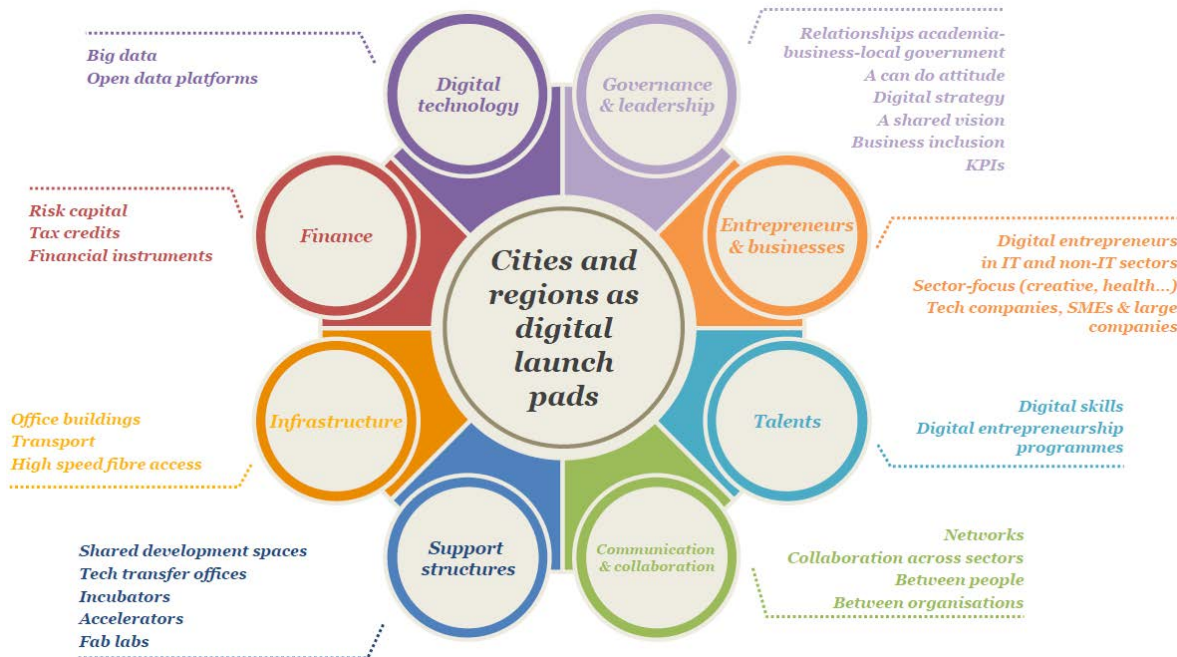 Big data
Open data platforms
Digital
technology
Governance
& leadership
Relationships academia-
business-local government
A can do attitude
Digital strategy
A shared vision
Business inclusion
KPIs
Risk capital
Tax credits
Financial instruments
Finance
Entrepreneurs
& businesses
Digital entrepreneurs
in IT and non-IT sectors
Sector-focus (creative, health...)
Tech companies, SMEs & large
companies
Cities and
regions as
digital
launch
pads
Office buildings
Transport
High speed fibre access
Infrastructure
Talents
Digital skills
Digital entrepreneurship
programmes
Shared development spaces
Tech transfer offices
Incubators
Accelerators
Fab labs
Support
structures
Communication
& collaboration
Networks
Collaboration across sectors
Between people
Between organisations